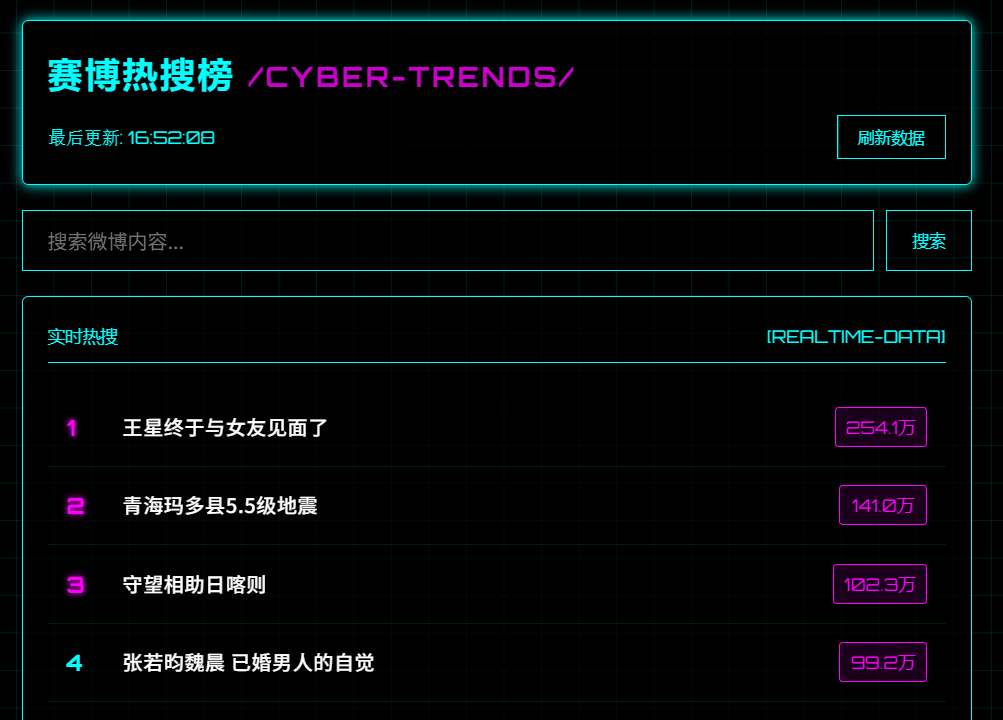 赛博热搜榜 /CYBER-TRENDS/
最后更新: 16:52:08
刷新数据
搜索微博内容...
搜索
实时热搜
[REALTIME-DATA]
1 王星终于与女友见面了 254.1万
2 青海玛多县5.5级地震 141.0万
3 守望相助日喀则 102.3万
4 张若昀魏晨 已婚男人的自觉 99.2万